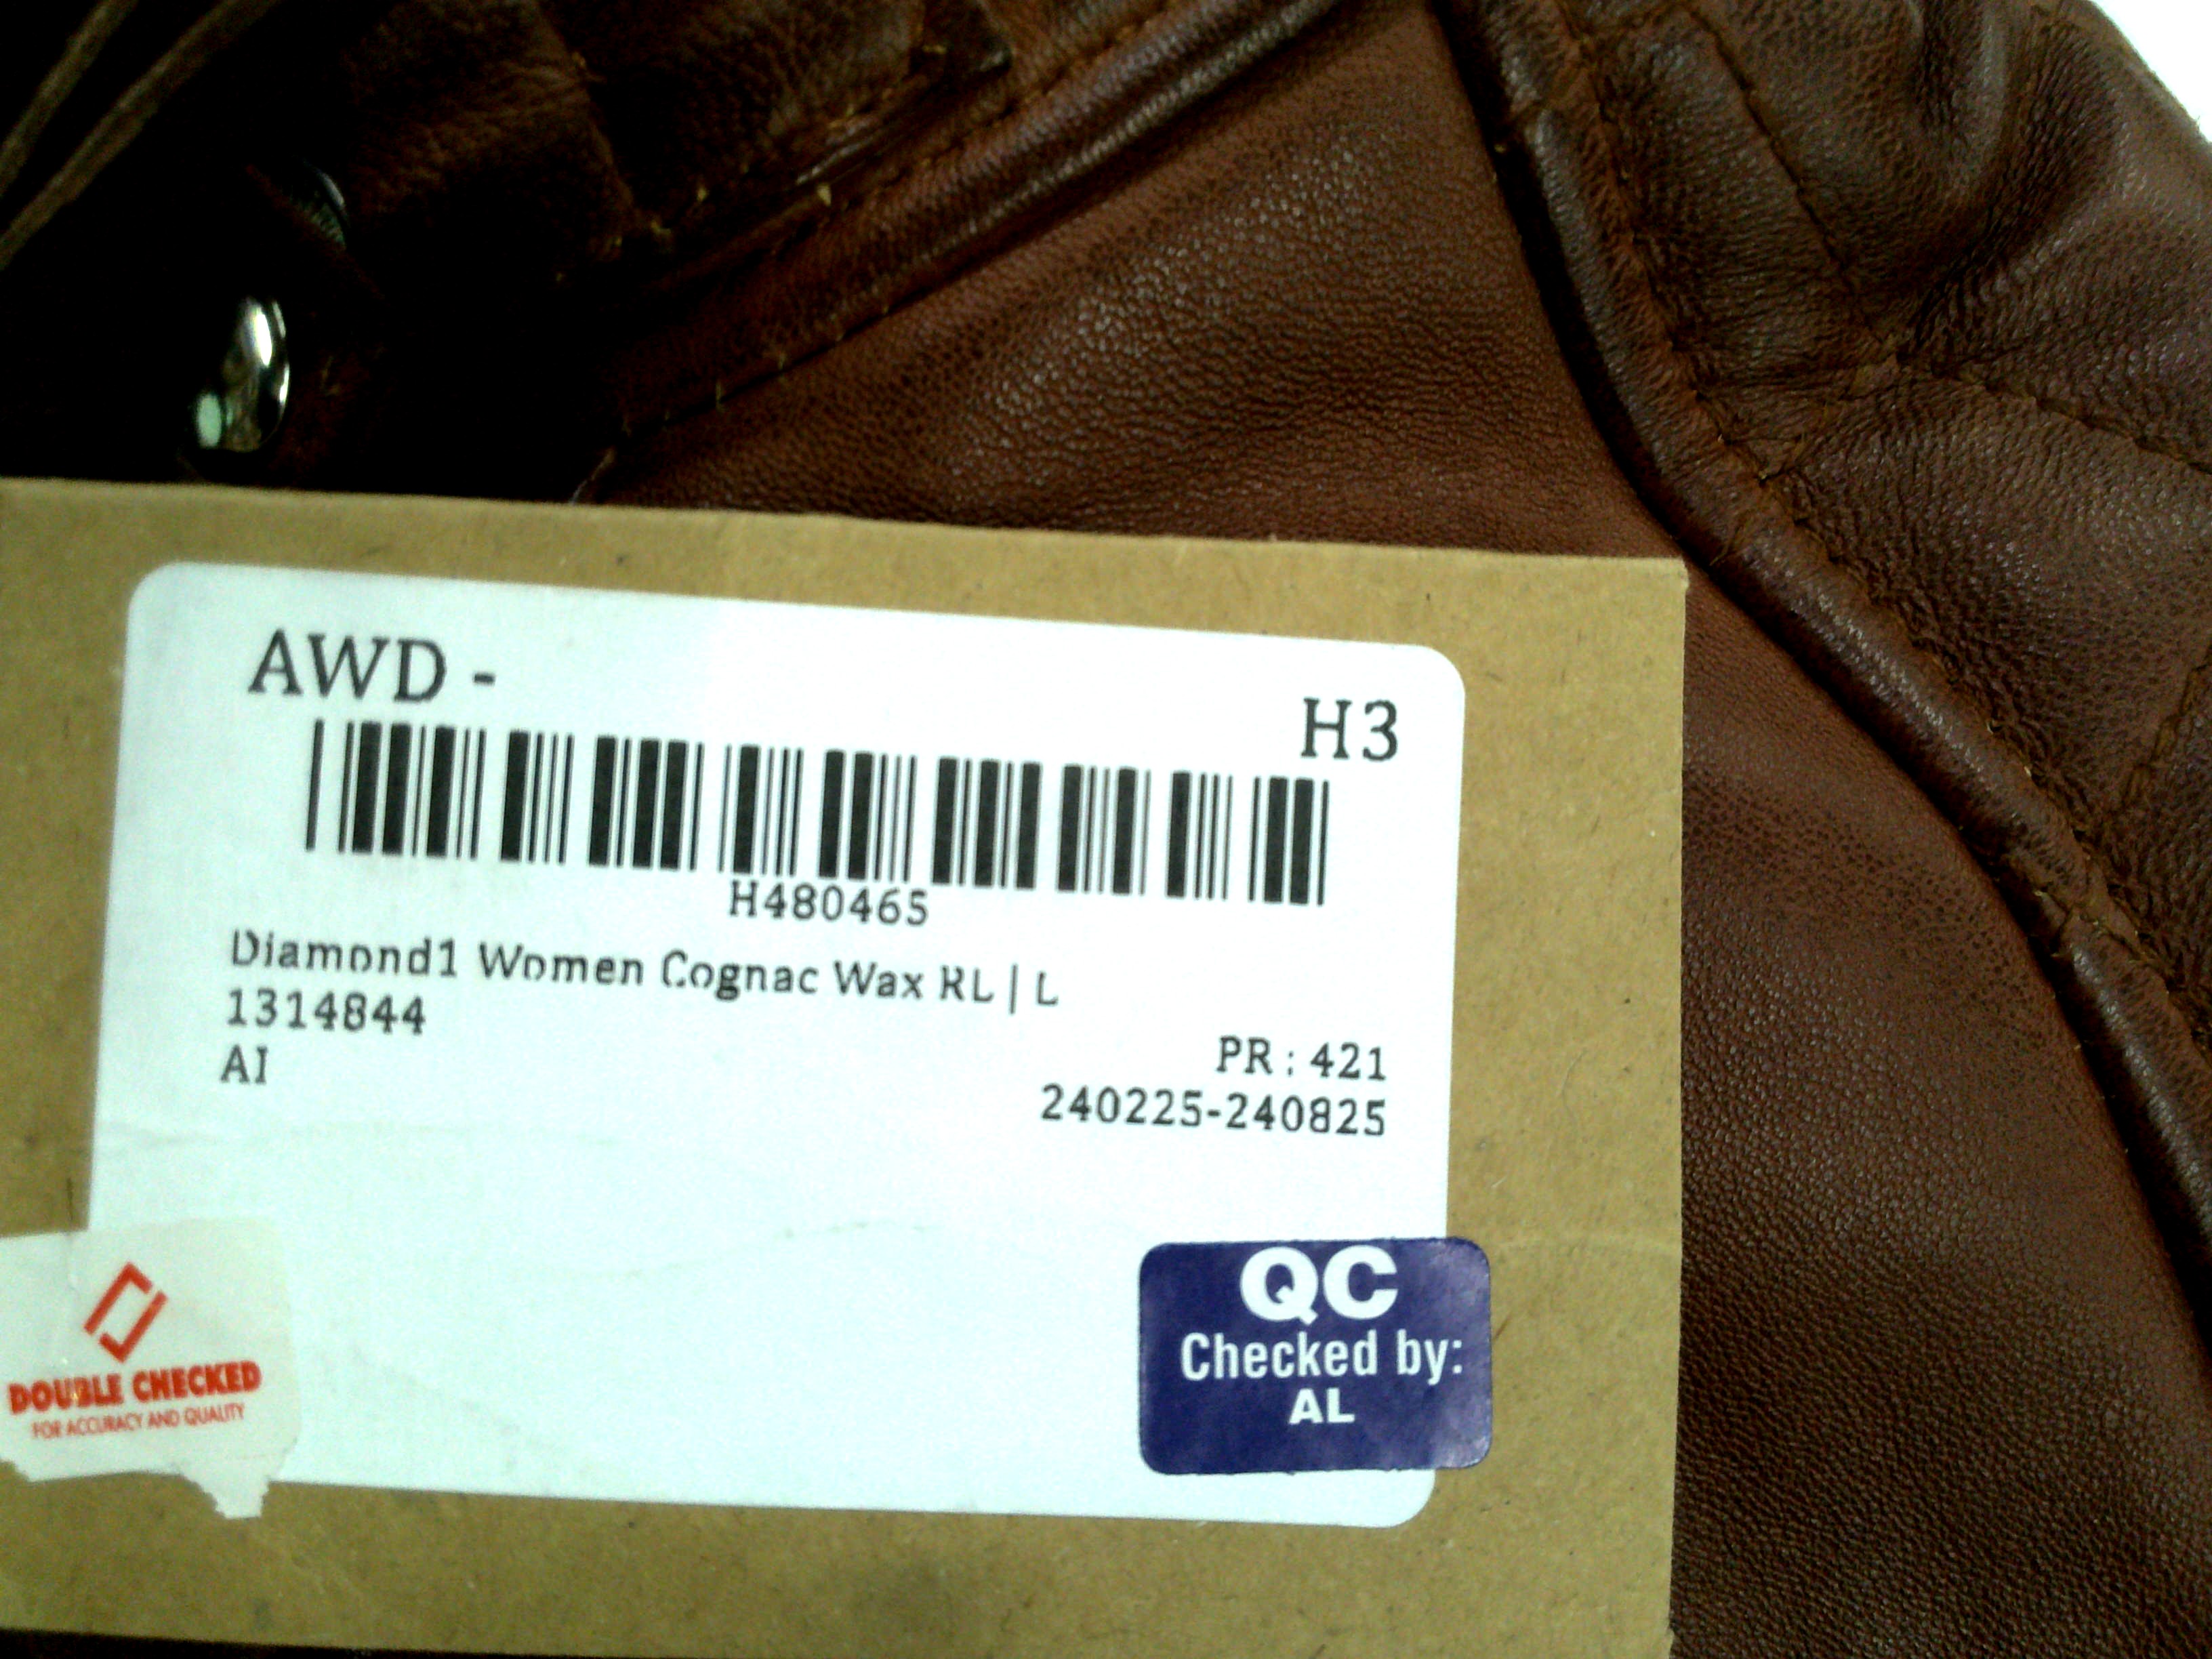 AWD -
H3
H480465
Diamond1 Women Cognac Wax RL | L
1314844
AI
PR : 421
240225-240825
QC
Checked by:
AL
DOUBLE CHECKED
FOR ACCURACY AND QUALITY